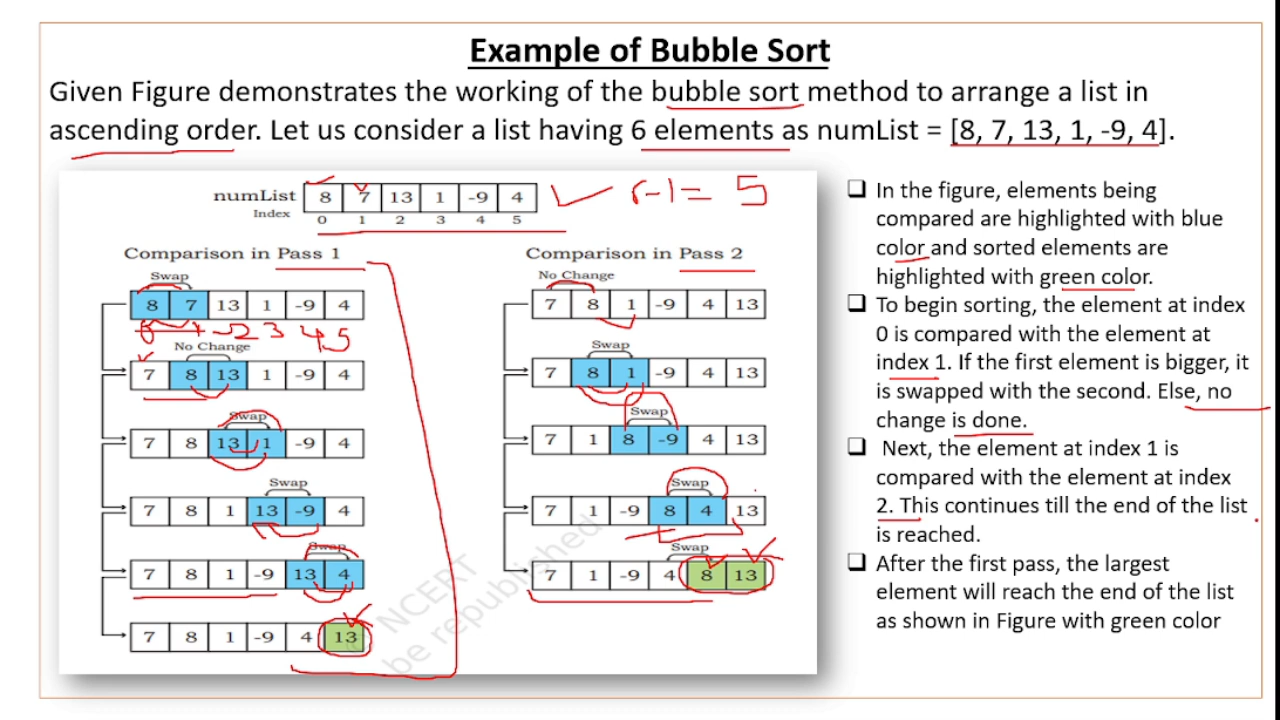 Example of Bubble Sort
Given Figure demonstrates the working of the bubble sort method to arrange a list in
ascending order. Let us consider a list having 6 elements as numList = [8, 7, 13, 1, -9, 4].
numList 8 7 13 1 -9 4
Index 0 1 2 3 4 5
n-1 = 5
Comparison in Pass 1
Swap
8 7 13 1 -9 4
0 1 2 3 4 5
No Change
7 8 13 1 -9 4
Swap
7 8 13 1 -9 4
Swap
7 8 1 13 -9 4
Swap
7 8 1 -9 13 4
7 8 1 -9 4 13
Comparison in Pass 2
No Change
7 8 1 -9 4 13
Swap
7 8 1 -9 4 13
Swap
7 1 8 -9 4 13
Swap
7 1 -9 8 4 13
Swap
7 1 -9 4 8 13
NCERT
be republished
In the figure, elements being
compared are highlighted with blue
color and sorted elements are
highlighted with green color.
To begin sorting, the element at index
0 is compared with the element at
index 1. If the first element is bigger, it
is swapped with the second. Else, no
change is done.
Next, the element at index 1 is
compared with the element at index
2. This continues till the end of the list
is reached.
After the first pass, the largest
element will reach the end of the list
as shown in Figure with green color